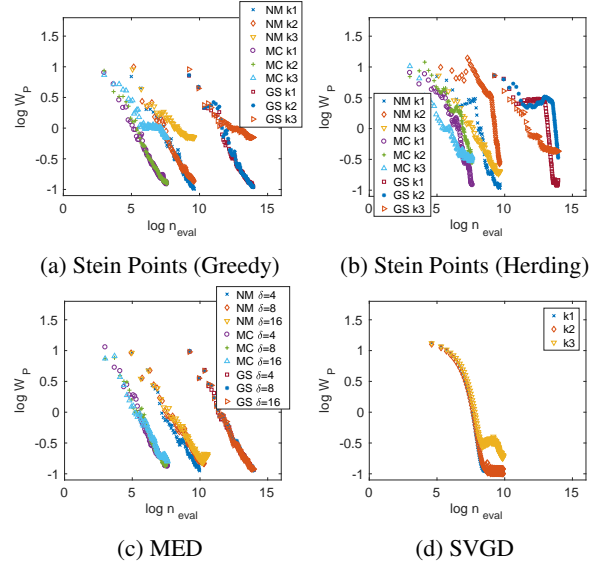 log W_P
1.5
1
0.5
0
-0.5
-1
0 5 10 15
log n_eval
NM k1
NM k2
NM k3
MC k1
MC k2
MC k3
GS k1
GS k2
GS k3
(a) Stein Points (Greedy)
log W_P
1.5
1
0.5
0
-0.5
-1
0 5 10 15
log n_eval
NM k1
NM k2
NM k3
MC k1
MC k2
MC k3
GS k1
GS k2
GS k3
(b) Stein Points (Herding)
log W_P
1.5
1
0.5
0
-0.5
-1
0 5 10 15
log n_eval
NM δ=4
NM δ=8
NM δ=16
MC δ=4
MC δ=8
MC δ=16
GS δ=4
GS δ=8
GS δ=16
(c) MED
log W_P
1.5
1
0.5
0
-0.5
-1
0 5 10 15
log n_eval
k1
k2
k3
(d) SVGD